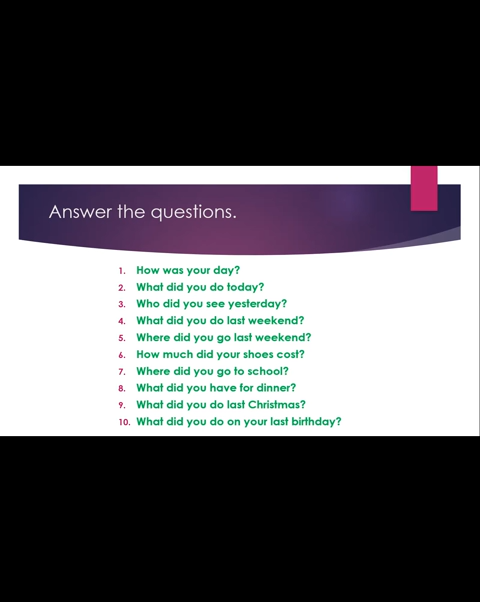 Answer the questions.
1. How was your day?
2. What did you do today?
3. Who did you see yesterday?
4. What did you do last weekend?
5. Where did you go last weekend?
6. How much did your shoes cost?
7. Where did you go to school?
8. What did you have for dinner?
9. What did you do last Christmas?
10. What did you do on your last birthday?